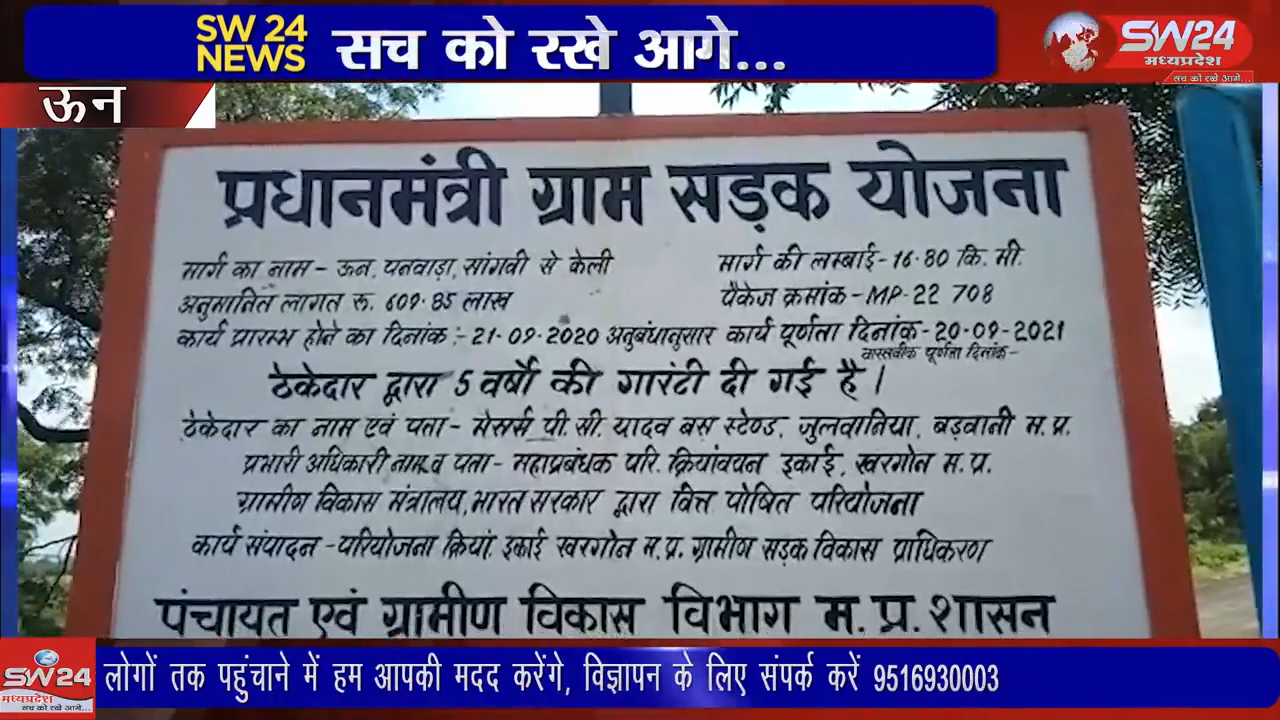 SW 24
NEWS
सच को रखे आगे...
SW24
मध्यप्रदेश
सच को रखे आगे...
ऊन
प्रधानमंत्री ग्राम सड़क योजना
मार्ग का नाम - ऊन, पनवाड़ा, सांगवी से केली
मार्ग की लम्बाई - 16.80 कि. मी.
अनुमानित लागत रू. 609.85 लाख
पैकेज क्रमांक - MP-22 708
कार्य प्रारम्भ होने का दिनांक :- 21-09-2020 अनुबंधानुसार कार्य पूर्णता दिनांक - 20-09-2021
वास्तवीक पूर्णता दिनांक -
ठेकेदार द्वारा 5 वर्षो की गारंटी दी गई है ।
ठेकेदार का नाम एवं पता - मेसर्स पी. सी. यादव बस स्टेण्ड, जुलवानिया, बड़वानी म. प्र.
प्रभारी अधिकारी नाम व पता - महाप्रबंधक परि. क्रियांवयन इकाई, खरगोन म. प्र.
ग्रामीण विकास मंत्रालय, भारत सरकार द्वारा वित्त पोषित परियोजना
कार्य संपादन - परियोजना क्रियां. इकाई खरगोन म. प्र. ग्रामीण सड़क विकास प्राधिकरण
पंचायत एवं ग्रामीण विकास विभाग म. प्र. शासन
SW24
मध्यप्रदेश
सच को रखे आगे...
लोगों तक पहुंचाने में हम आपकी मदद करेंगे, विज्ञापन के लिए संपर्क करें 9516930003